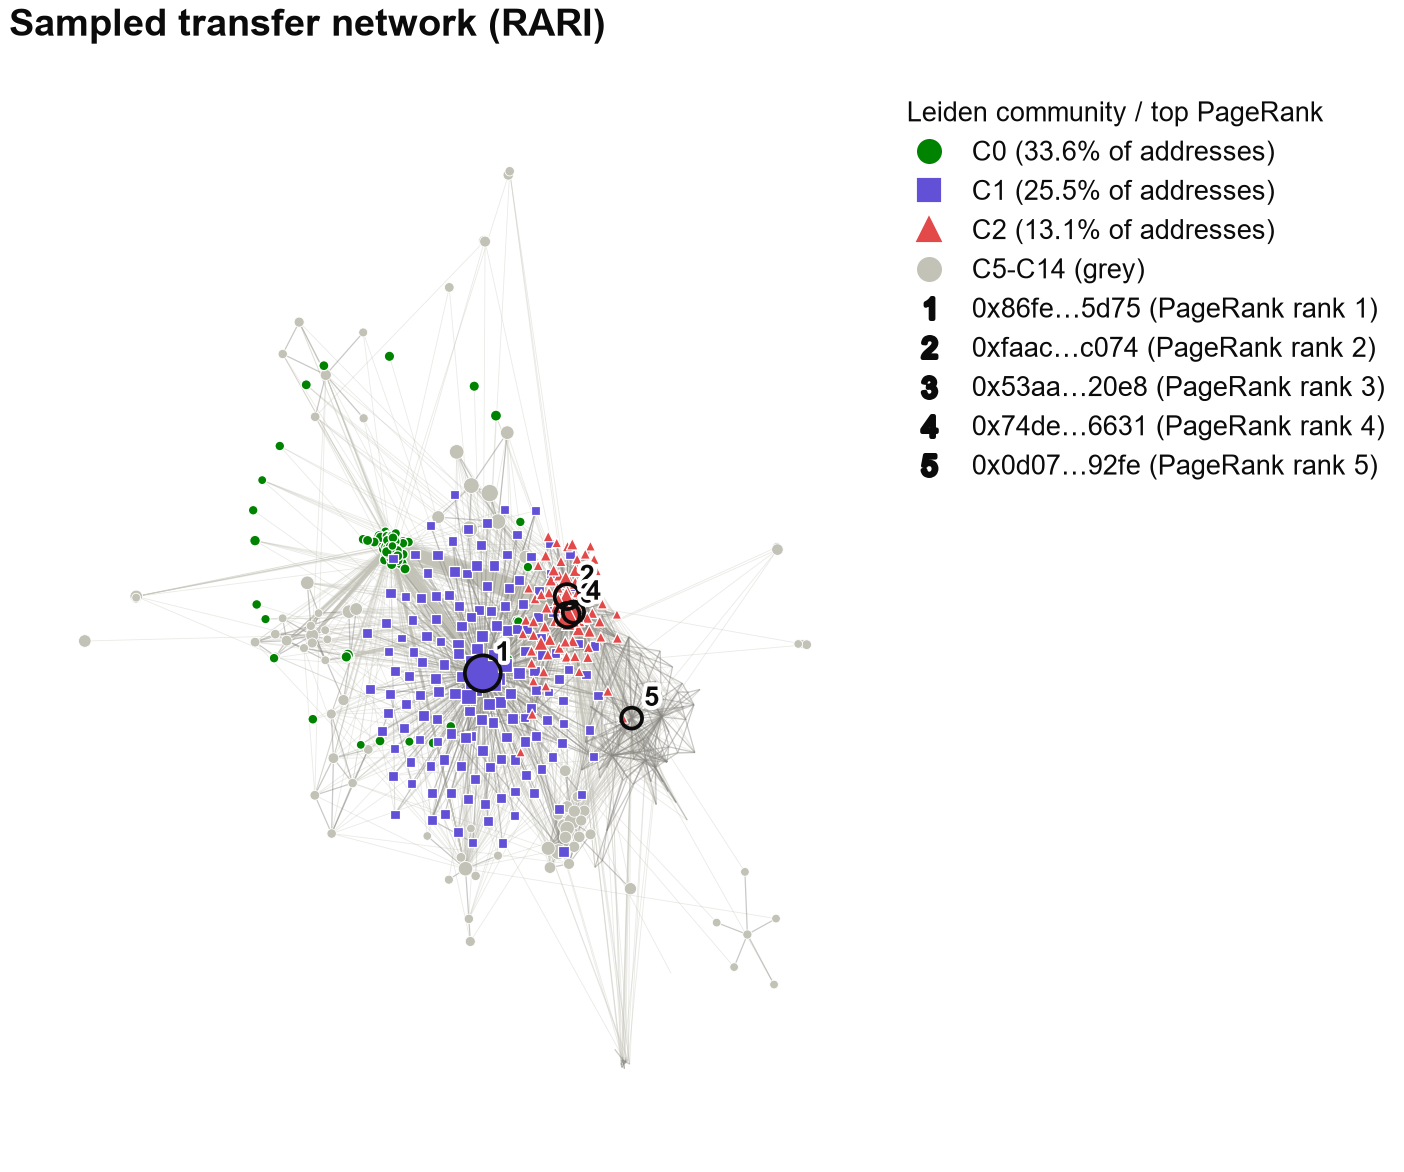 Sampled transfer network (RARI)
Leiden community / top PageRank
C0 (33.6% of addresses)
C1 (25.5% of addresses)
C2 (13.1% of addresses)
C5-C14 (grey)
1 0x86fe…5d75 (PageRank rank 1)
2 0xfaac…c074 (PageRank rank 2)
3 0x53aa…20e8 (PageRank rank 3)
4 0x74de…6631 (PageRank rank 4)
5 0x0d07…92fe (PageRank rank 5)
2
4
1
5